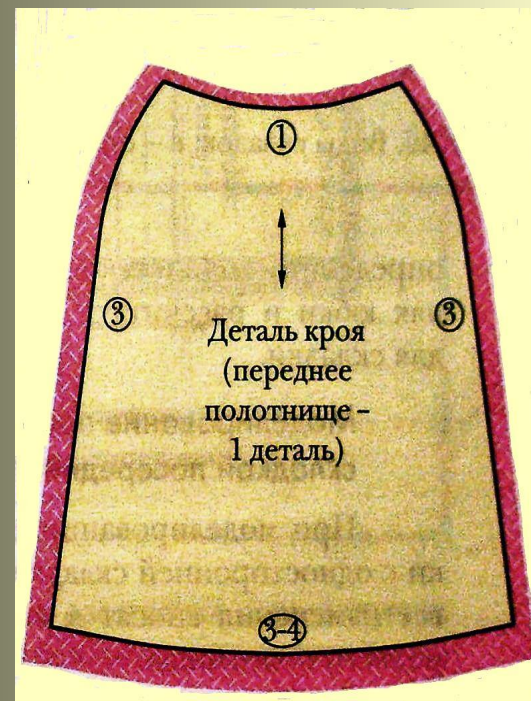 ①
③ ③
Деталь кроя
(переднее
полотнище –
1 деталь)
3-4